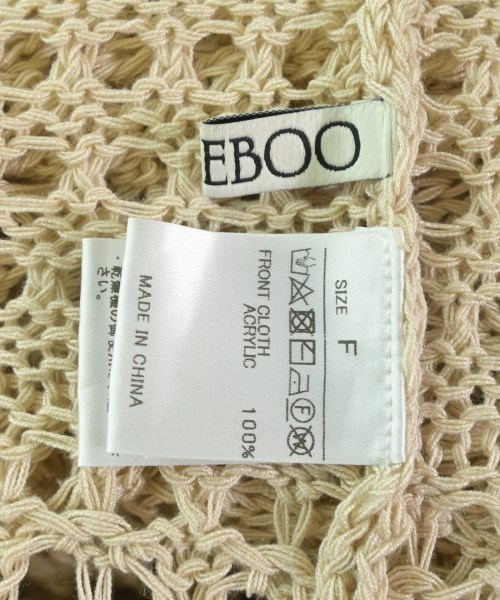 EBOO
SIZE F
F
FRONT CLOTH
ACRYLIC 100%
MADE IN CHINA
さい。